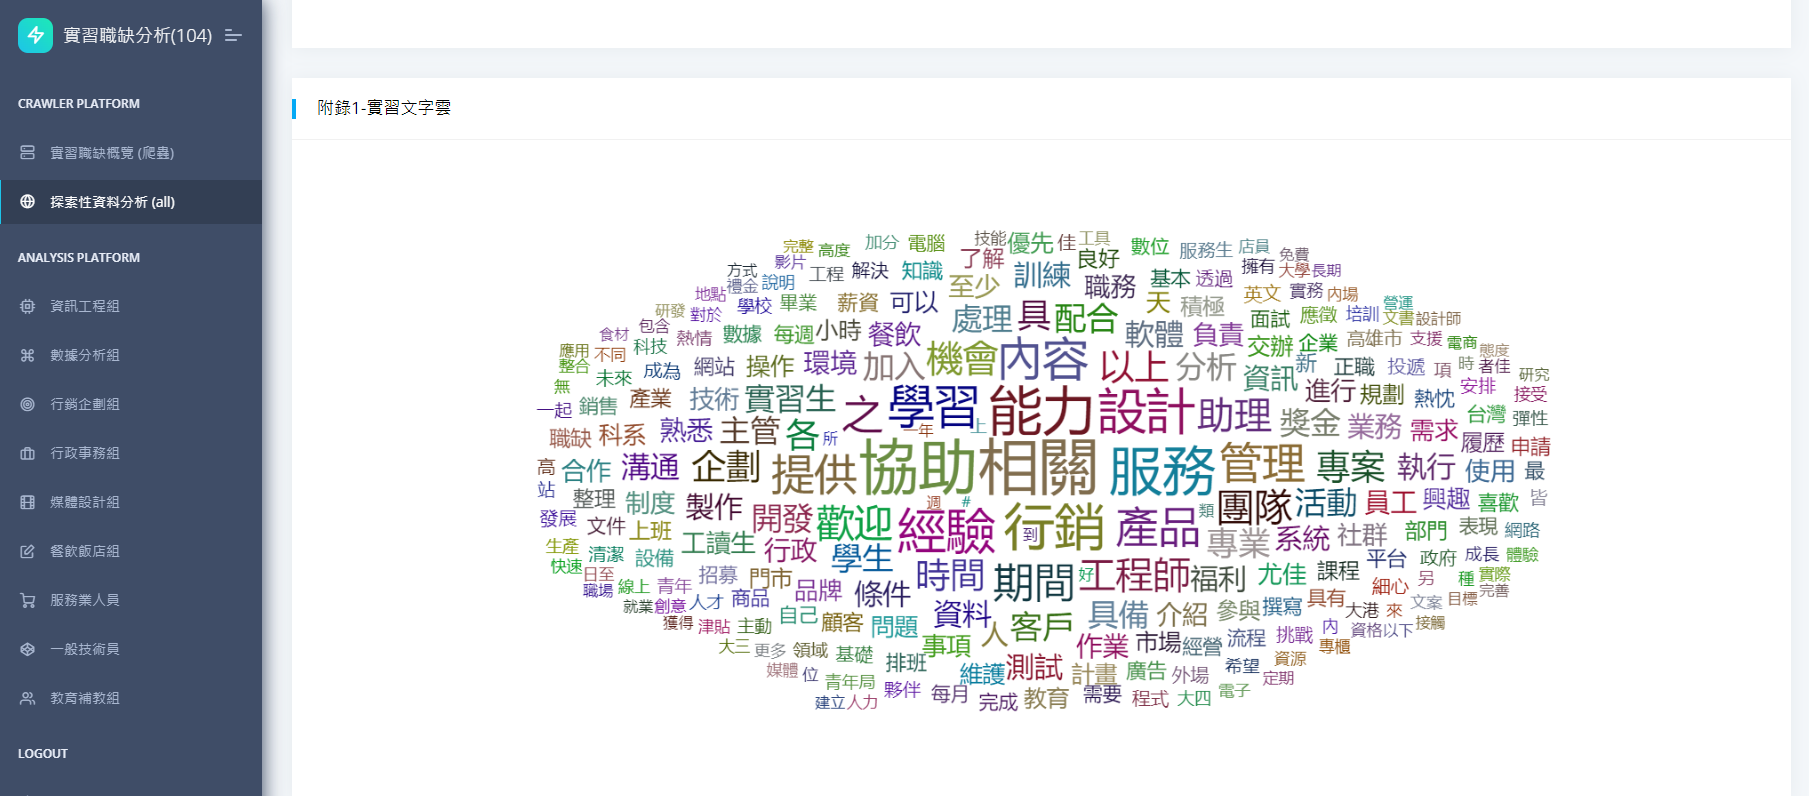 實習職缺分析(104)
CRAWLER PLATFORM
實習職缺概覽 (爬蟲)
探索性資料分析 (all)
ANALYSIS PLATFORM
資訊工程組
數據分析組
行銷企劃組
行政事務組
媒體設計組
餐飲飯店組
服務業人員
一般技術員
教育補教組
LOGOUT
附錄1-實習文字雲
完整 高度 加分 電腦 技能 優先 佳 工具 數位 服務生 店員 免費
影片 工程 解決 知識 了解 訓練 良好 基本 透過 擁有 大學 長期
方式 禮金 說明 至少 職務 天 積極 英文 實務 內場 營運
地點 學校 畢業 薪資 可以 處理 具 配合 軟體 負責 面試 應徵 培訓 文書 設計師
研發 對於 包含 熱情 數據 每週 小時 餐飲 交辦 企業 高雄市 支援 電商 態度
食材 科技 網站 操作 環境 加入 機會 內容 以上 分析 資訊 新 正職 投遞 項 時 者佳 研究
應用 不同 整合 未來 成為 無 產業 技術 實習生 之 學習 能力 設計 助理 進行 規劃 熱忱 安排 接受
一起 銷售 獎金 業務 需求 台灣 彈性
職缺 科系 熟悉 主管 各 所 一年 上 履歷 申請
高 站 合作 溝通 企劃 提供 協助 相關 服務 管理 專案 執行 使用 最
整理 制度 製作 週 # 類 團隊 活動 員工 興趣 喜歡 皆
發展 文件 上班 開發 歡迎 經驗 行銷 到 產品 專業 系統 社群 部門 表現 網路
生產 清潔 設備 工讀生 行政 學生 平台 政府 成長 體驗
快速 日至 職場 線上 青年 招募 門市 品牌 條件 時間 期間 好 工程師 福利 尤佳 課程 細心 另 種 實際 完善
就業 創意 人才 商品 資料 具備 介紹 參與 撰寫 具有 大港 來 文案 目標
獲得 津貼 主動 自己 顧客 問題 人 客戶 市場 經營 流程 挑戰 內 資格 以下 接觸
大三 更多 領域 基礎 排班 事項 作業 希望 資源 專櫃
媒體 位 青年局 夥伴 每月 維護 測試 計畫 廣告 外場 定期
建立 人力 完成 教育 需要 程式 大四 電子